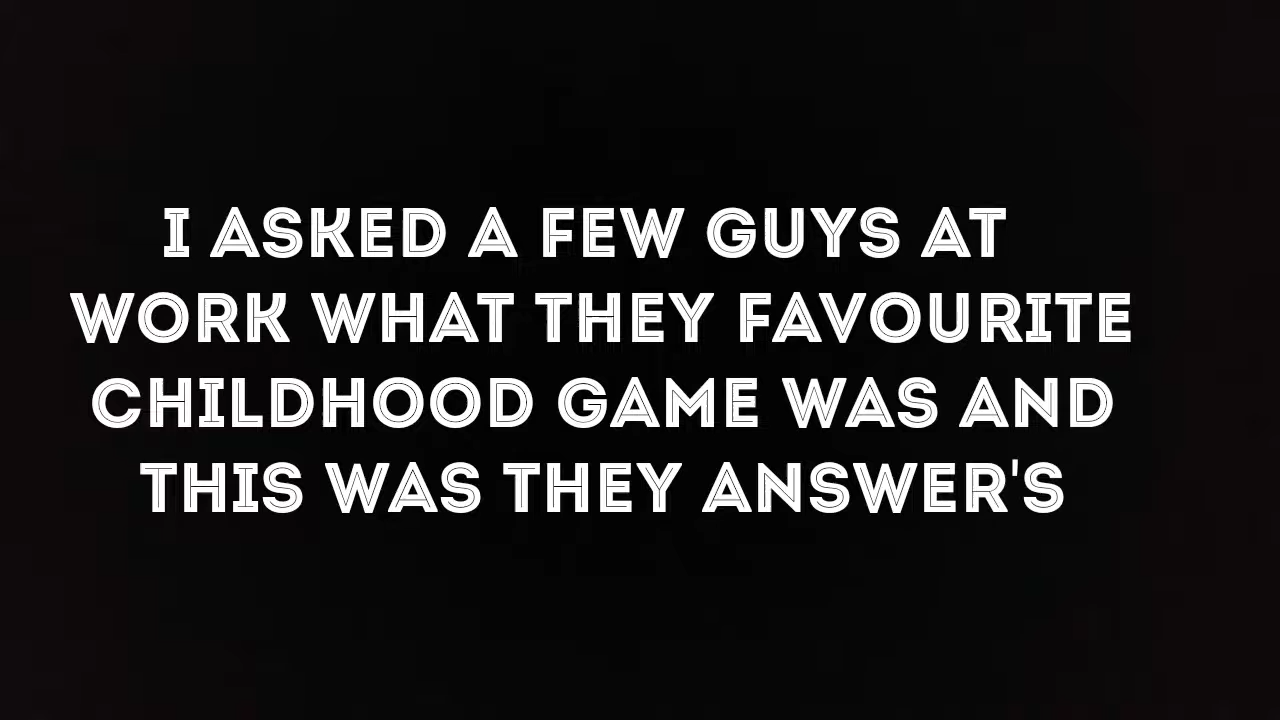 I ASKED A FEW GUYS AT
WORK WHAT THEY FAVOURITE
CHILDHOOD GAME WAS AND
THIS WAS THEY ANSWER'S